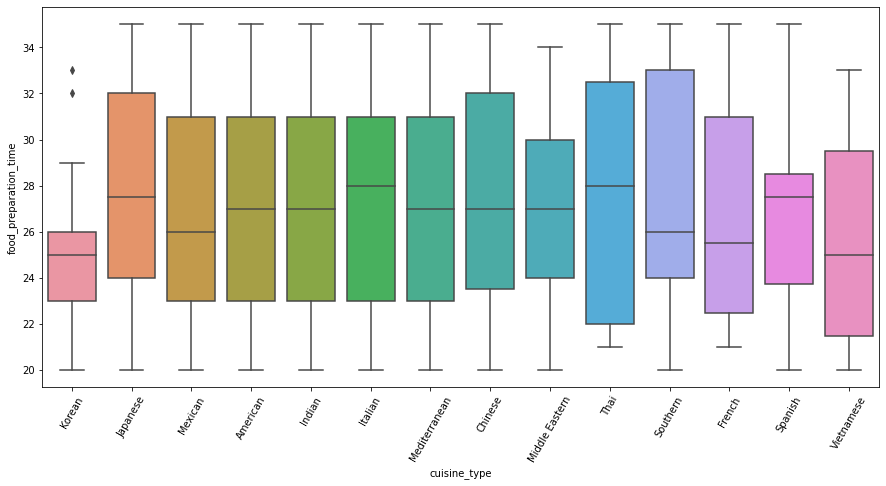 food_preparation_time
34
32
30
28
26
24
22
20
Korean
Japanese
Mexican
American
Indian
Italian
Mediterranean
Chinese
Middle Eastern
Thai
Southern
French
Spanish
Vietnamese
cuisine_type